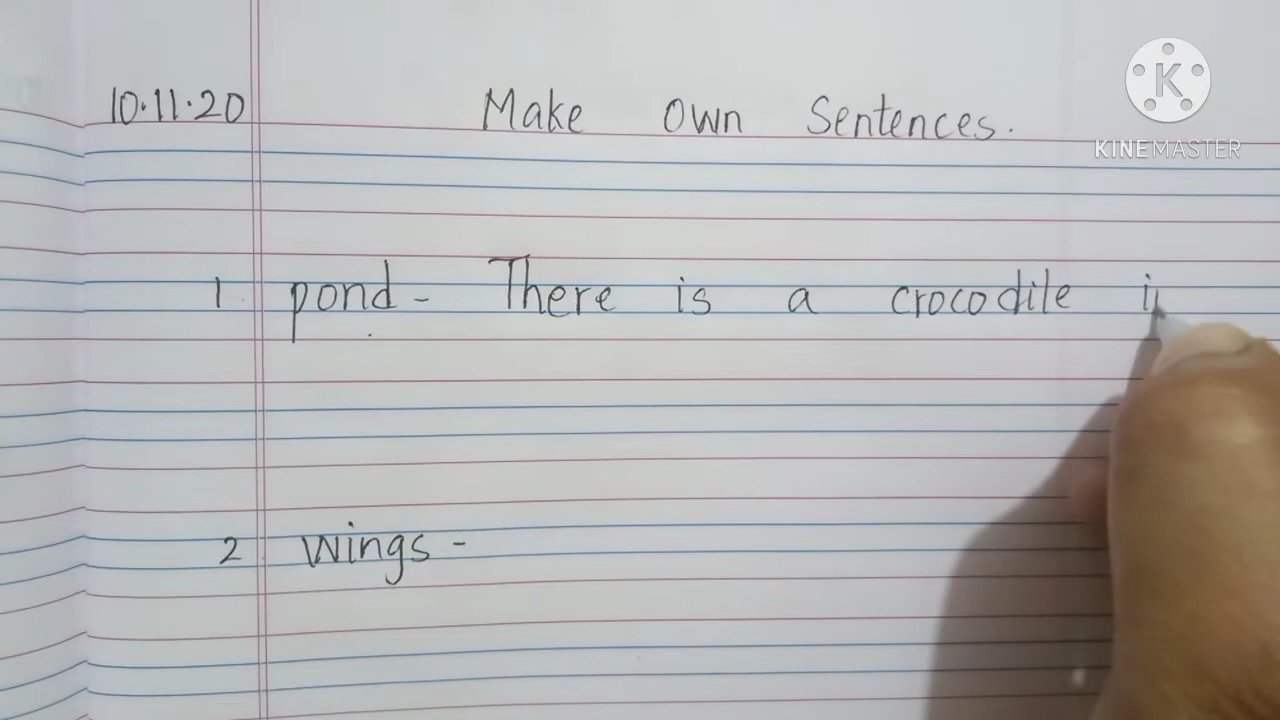 10.11.20 Make Own Sentences.
K
KINEMASTER
1 pond - There is a crocodile
2. Wings -